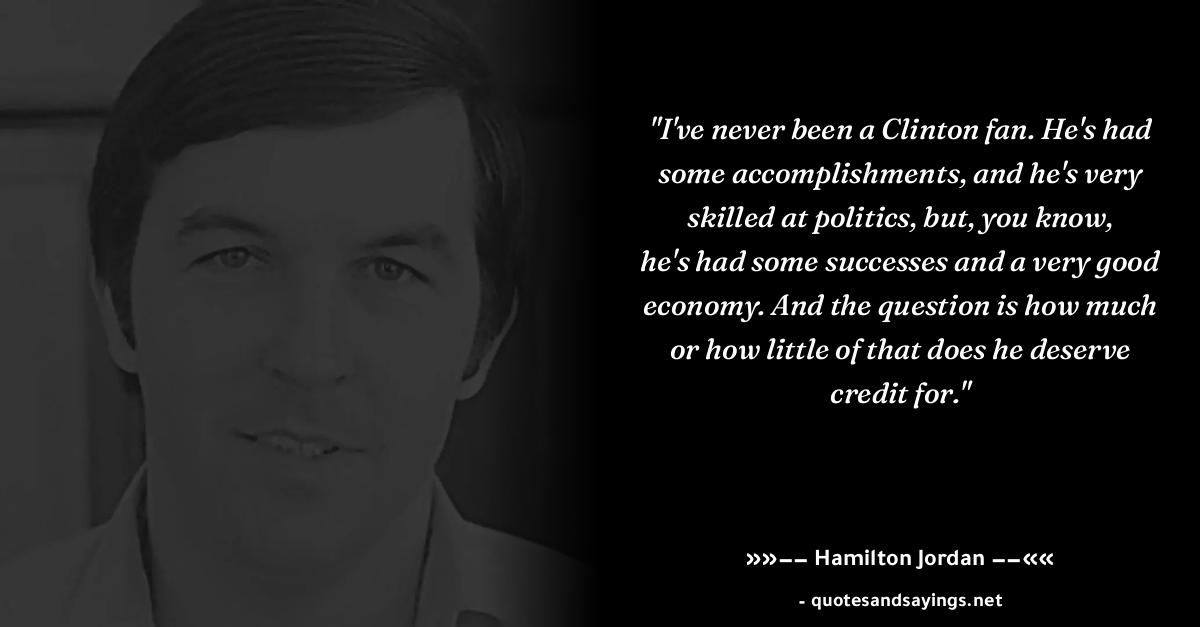 "I've never been a Clinton fan. He's had
some accomplishments, and he's very
skilled at politics, but, you know,
he's had some successes and a very good
economy. And the question is how much
or how little of that does he deserve
credit for."
»»−− Hamilton Jordan −−««
- quotesandsayings.net